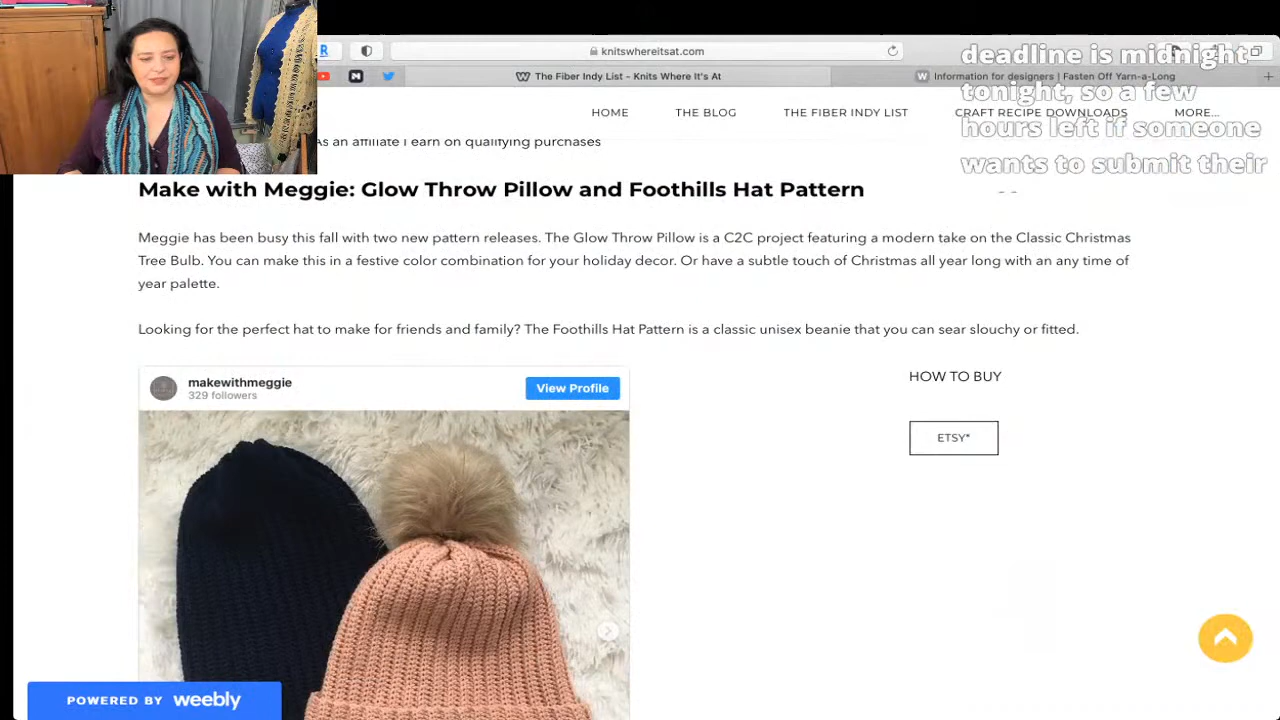 knitswhereitsat.com
The Fiber Indy List - Knits Where It's At
Information for designers | Fasten Off Yarn-a-Long
deadline is midnight
tonight, so a few
hours left if someone
wants to submit their
HOME
THE BLOG
THE FIBER INDY LIST
CRAFT RECIPE DOWNLOADS
MORE...
As an affiliate I earn on qualifying purchases
Make with Meggie: Glow Throw Pillow and Foothills Hat Pattern
Meggie has been busy this fall with two new pattern releases. The Glow Throw Pillow is a C2C project featuring a modern take on the Classic Christmas
Tree Bulb. You can make this in a festive color combination for your holiday decor. Or have a subtle touch of Christmas all year long with an any time of
year palette.
Looking for the perfect hat to make for friends and family? The Foothills Hat Pattern is a classic unisex beanie that you can sear slouchy or fitted.
makewithmeggie
329 followers
View Profile
HOW TO BUY
ETSY*
POWERED BY weebly